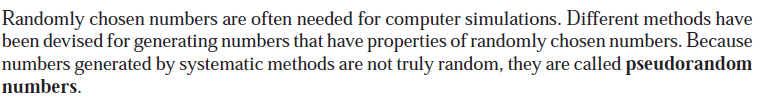 Randomly chosen numbers are often needed for computer simulations. Different methods have
been devised for generating numbers that have properties of randomly chosen numbers. Because
numbers generated by systematic methods are not truly random, they are called pseudorandom
numbers.